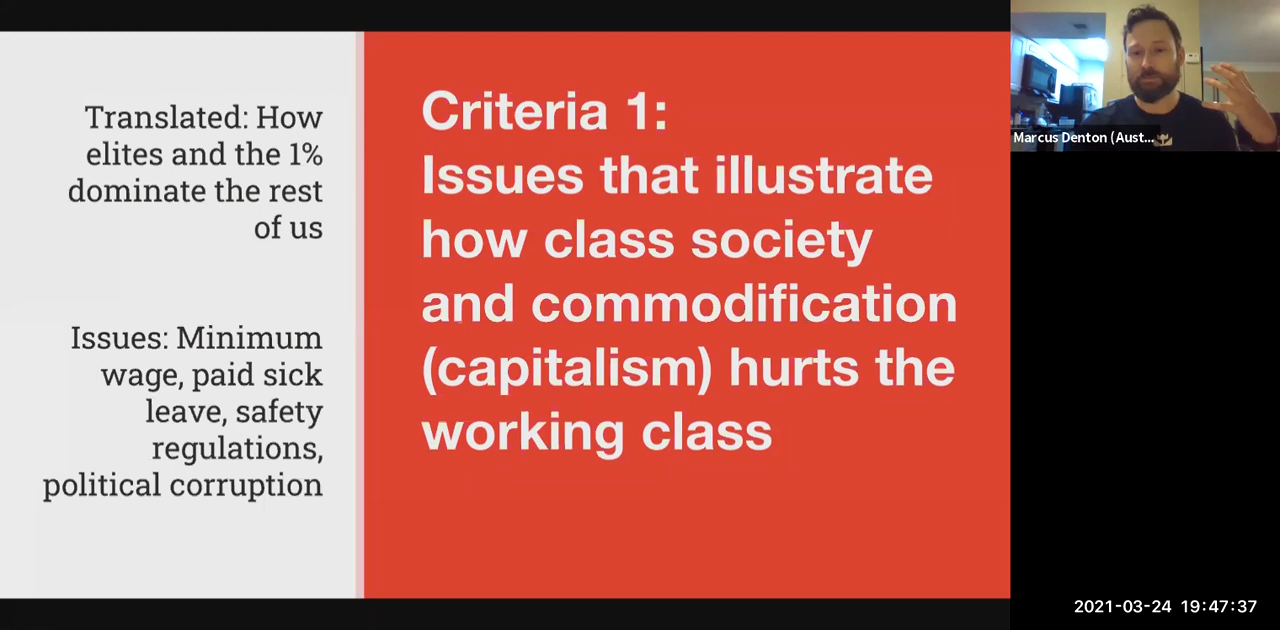 Translated: How
elites and the 1%
dominate the rest
of us
Issues: Minimum
wage, paid sick
leave, safety
regulations,
political corruption
Criteria 1:
Issues that illustrate
how class society
and commodification
(capitalism) hurts the
working class
Marcus Denton (Aust...
2021-03-24 19:47:37